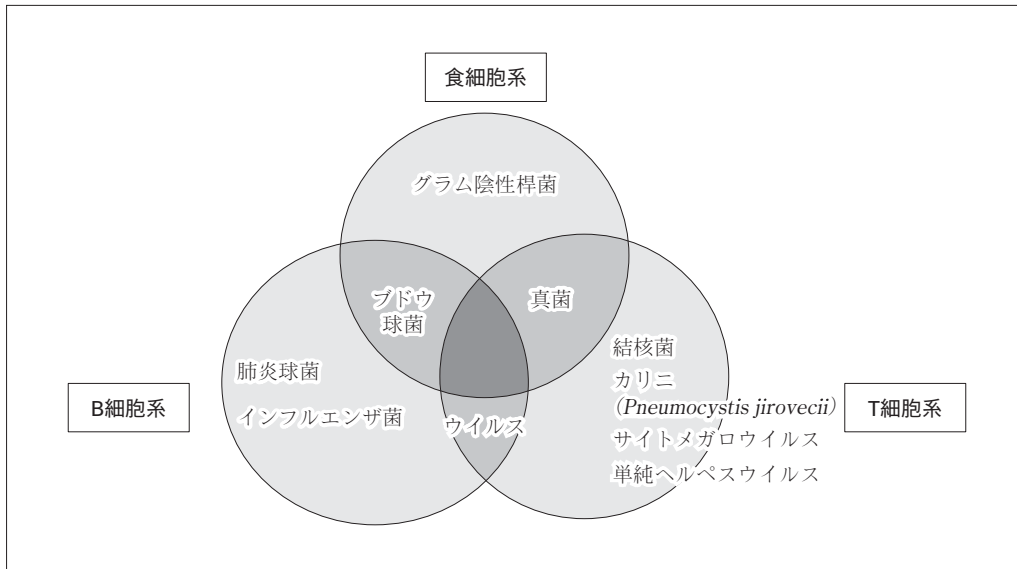 食細胞系
グラム陰性桿菌
ブドウ
球菌
真菌
肺炎球菌
インフルエンザ菌
B細胞系
ウイルス
結核菌
カリニ
(Pneumocystis jirovecii)
サイトメガロウイルス
単純ヘルペスウイルス
T細胞系